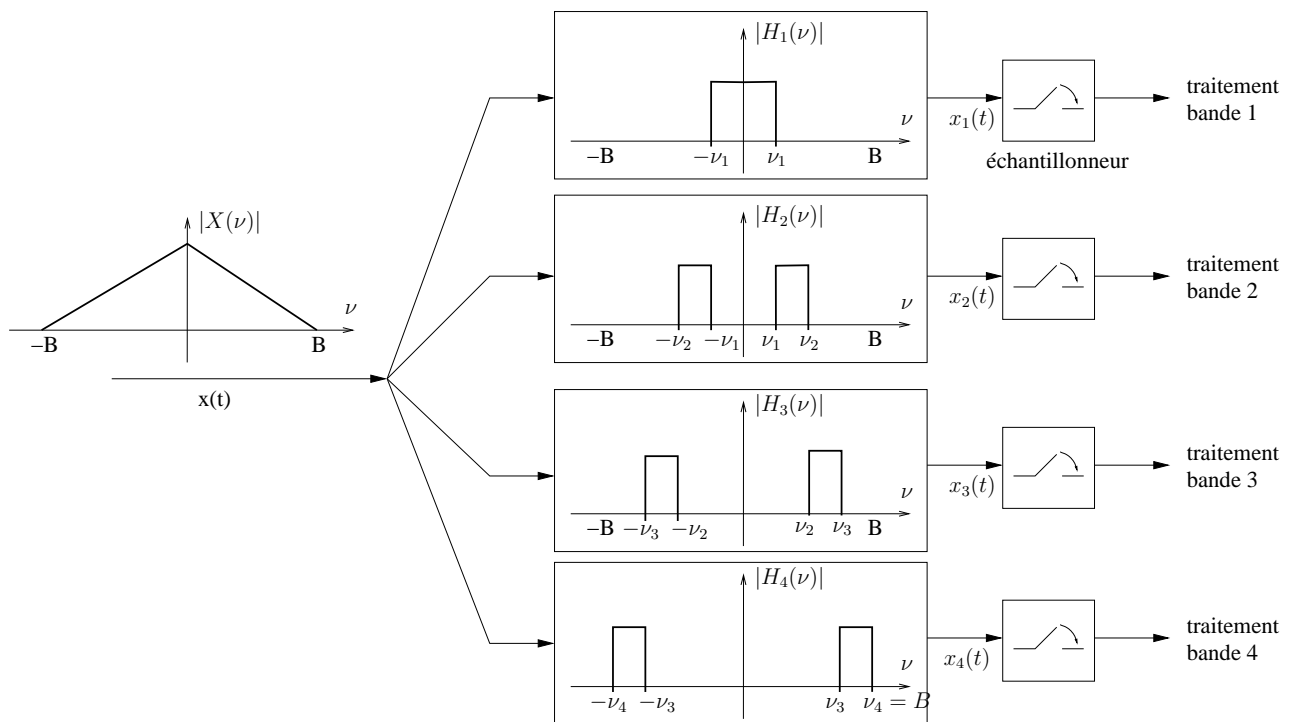 |X(ν)|
ν
–B
B
x(t)
|H₁(ν)|
ν
–B
−ν₁
ν₁
B
x₁(t)
échantillonneur
traitement
bande 1
|H₂(ν)|
ν
–B
−ν₂
−ν₁
ν₁
ν₂
B
x₂(t)
traitement
bande 2
|H₃(ν)|
ν
–B
−ν₃
−ν₂
ν₂
ν₃
B
x₃(t)
traitement
bande 3
|H₄(ν)|
ν
−ν₄
−ν₃
ν₃
ν₄ = B
x₄(t)
traitement
bande 4